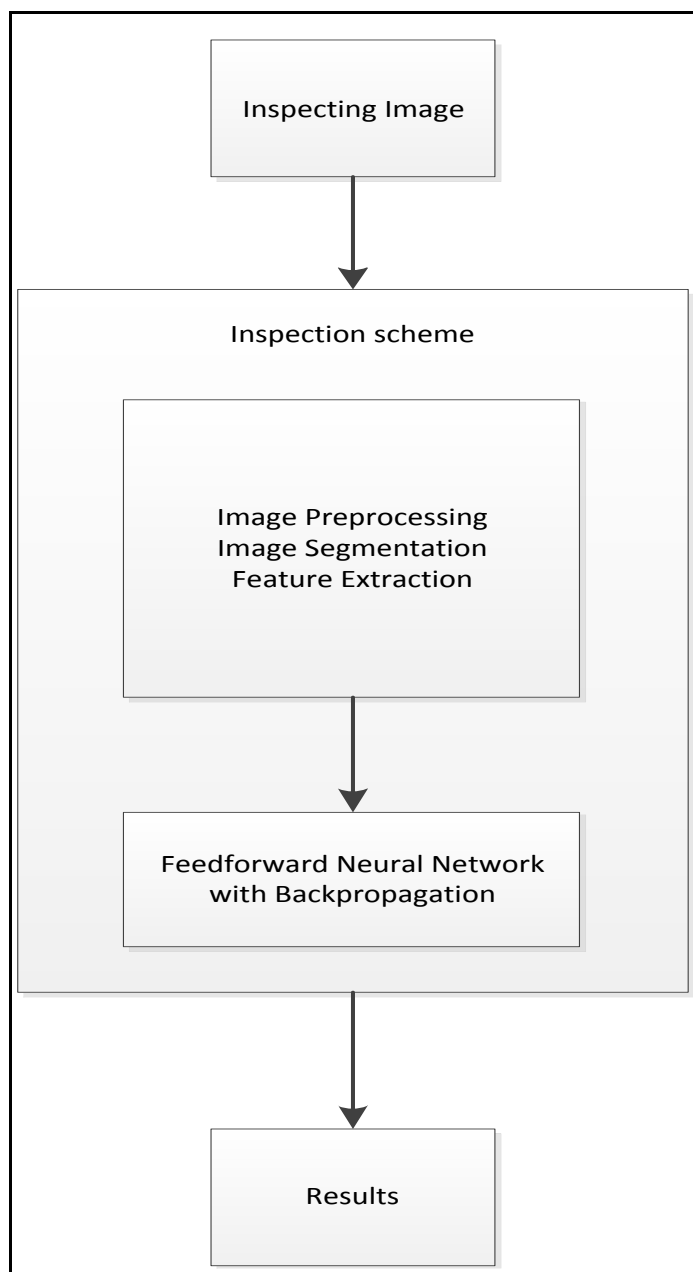 Inspecting Image
Inspection scheme
Image Preprocessing
Image Segmentation
Feature Extraction
Feedforward Neural Network
with Backpropagation
Results